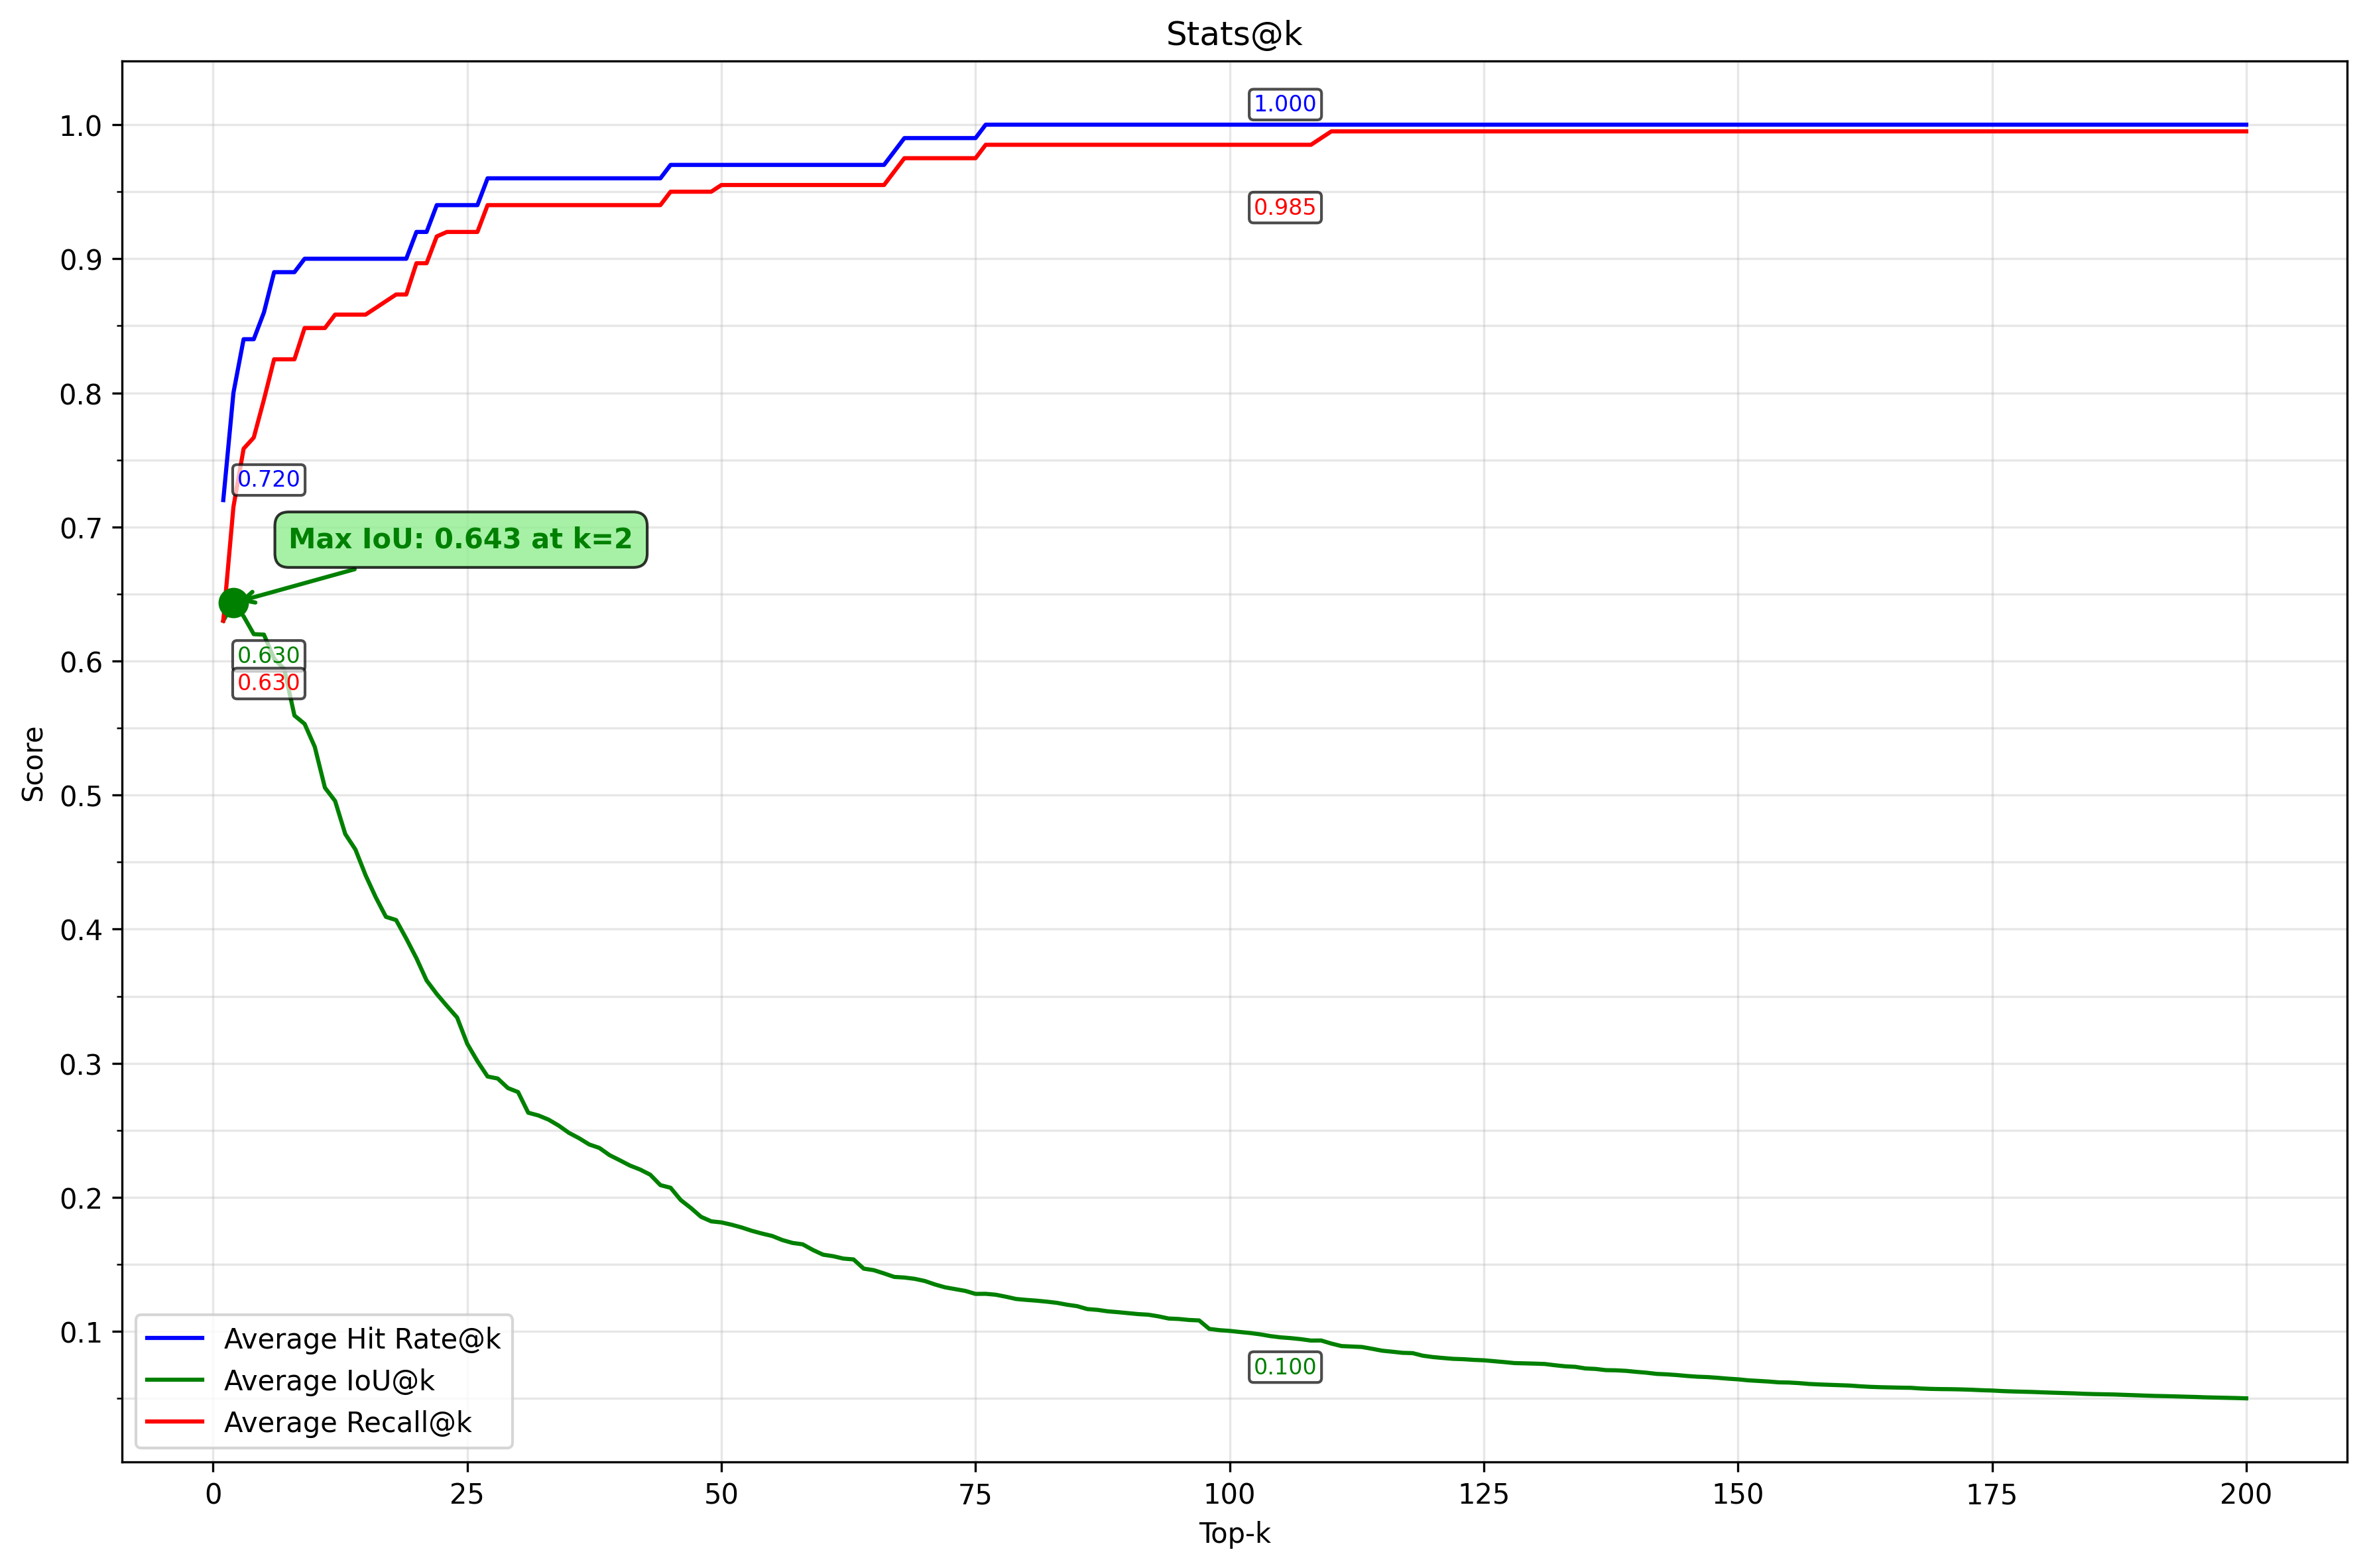 Stats@k
1.000
1.0
0.985
0.9
0.8
0.720
0.7
Max IoU: 0.643 at k=2
0.630
0.6
0.630
Score
0.5
0.4
0.3
0.2
0.1
0.100
Average Hit Rate@k
Average IoU@k
Average Recall@k
0 25 50 75 100 125 150 175 200
Top-k